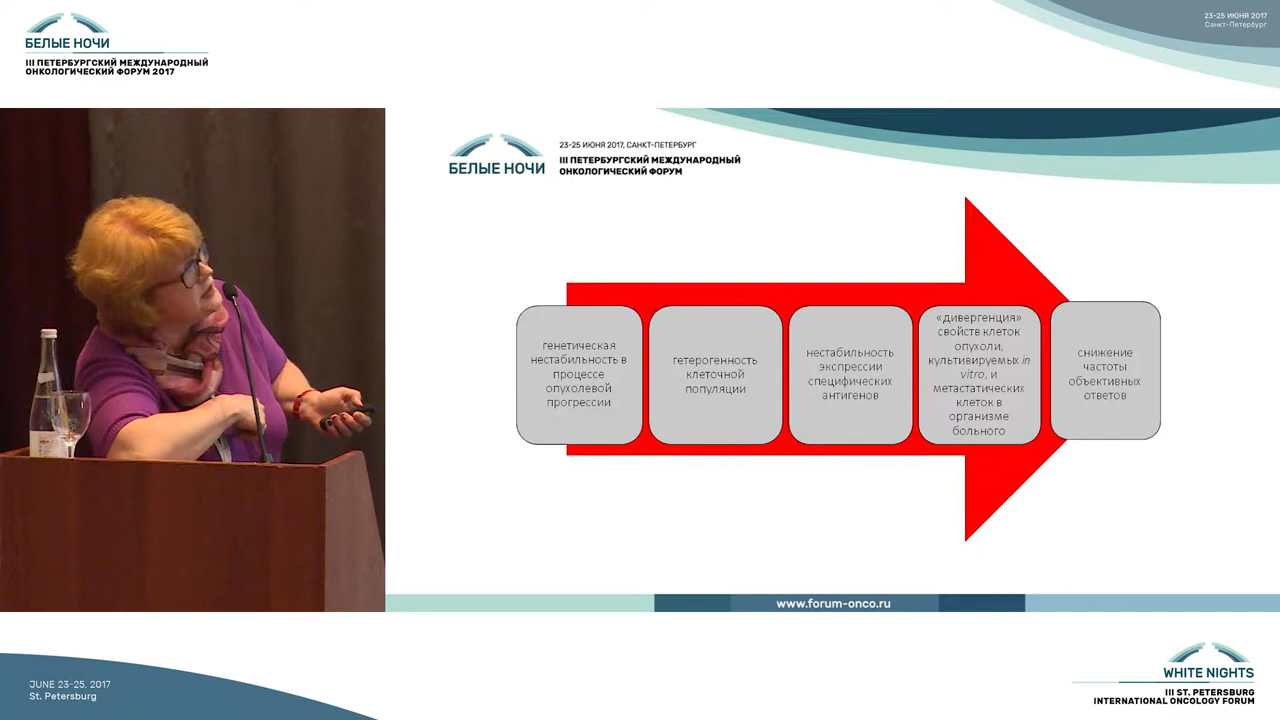 БЕЛЫЕ НОЧИ
III ПЕТЕРБУРГСКИЙ МЕЖДУНАРОДНЫЙ
ОНКОЛОГИЧЕСКИЙ ФОРУМ 2017
23-25 ИЮНЯ 2017
Санкт-Петербург
БЕЛЫЕ НОЧИ
23-25 ИЮНЯ 2017, САНКТ-ПЕТЕРБУРГ
III ПЕТЕРБУРГСКИЙ МЕЖДУНАРОДНЫЙ
ОНКОЛОГИЧЕСКИЙ ФОРУМ
генетическая
нестабильность в
процессе
опухолевой
прогрессии
гетерогенность
клеточной
популяции
нестабильность
экспрессии
специфических
антигенов
«дивергенция»
свойств клеток
опухоли,
культивируемых in
vitro, и
метастатических
клеток в
организме
больного
снижение
частоты
объективных
ответов
www.forum-onco.ru
JUNE 23-25, 2017
St. Petersburg
WHITE NIGHTS
III ST. PETERSBURG
INTERNATIONAL ONCOLOGY FORUM